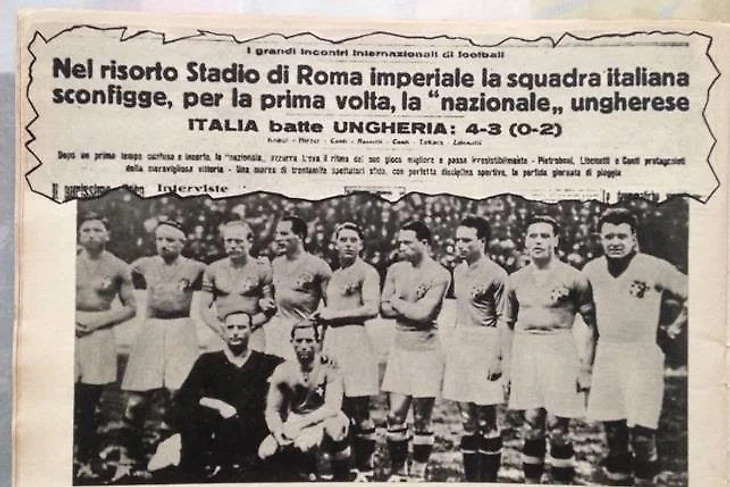 I grandi incontri internazionali di football
Nel risorto Stadio di Roma imperiale la squadra italiana
sconfigge, per la prima volta, la "nazionale„ ungherese
ITALIA batte UNGHERIA: 4-3 (0-2)
Dopo un primo tempo confuso e incerto, la "nazionale„ azzurra trova il ritmo del suo gioco migliore e passa irresistibilmente - Pietroboni, Libonatti e Conti protagonisti
della meravigliosa vittoria - Una marea di trentamila spettatori sfida, con perfetta disciplina sportiva, la partida giornata di pioggia
Interviste